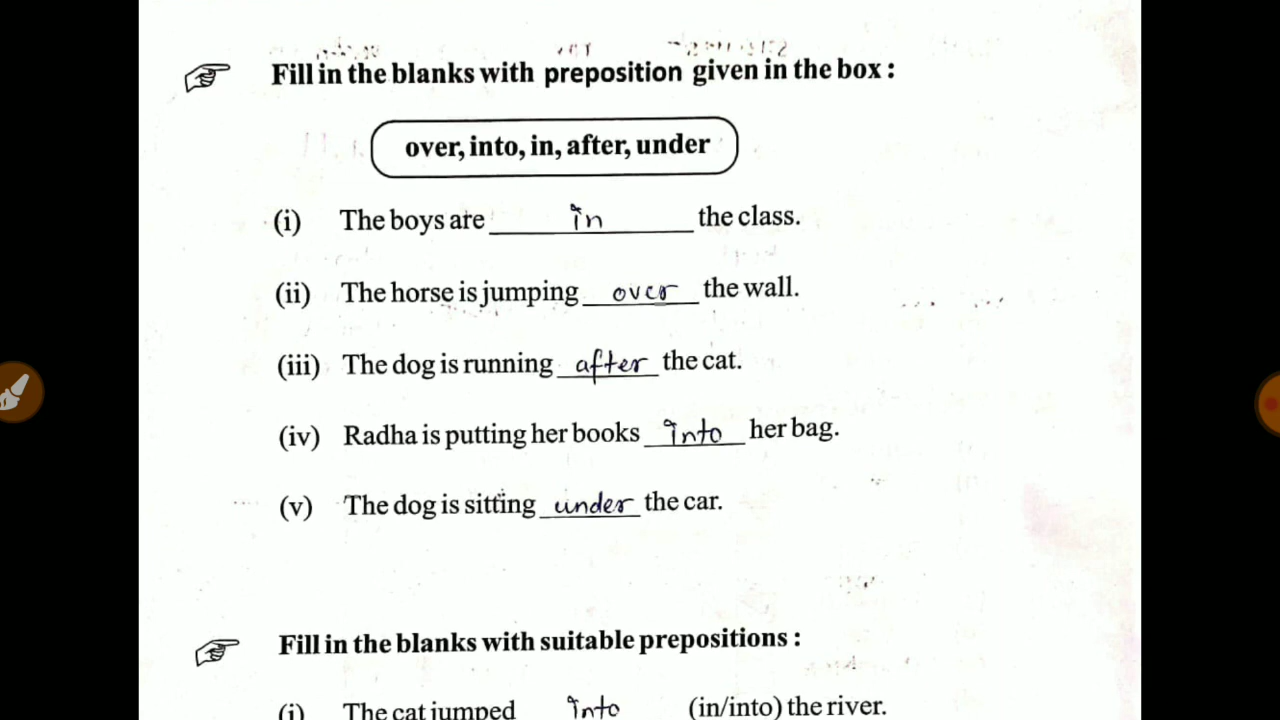 Fill in the blanks with preposition given in the box :
over, into, in, after, under
(i) The boys are in the class.
(ii) The horse is jumping over the wall.
(iii) The dog is running after the cat.
(iv) Radha is putting her books into her bag.
(v) The dog is sitting under the car.
Fill in the blanks with suitable prepositions :
(i) The cat jumped into (in/into) the river.